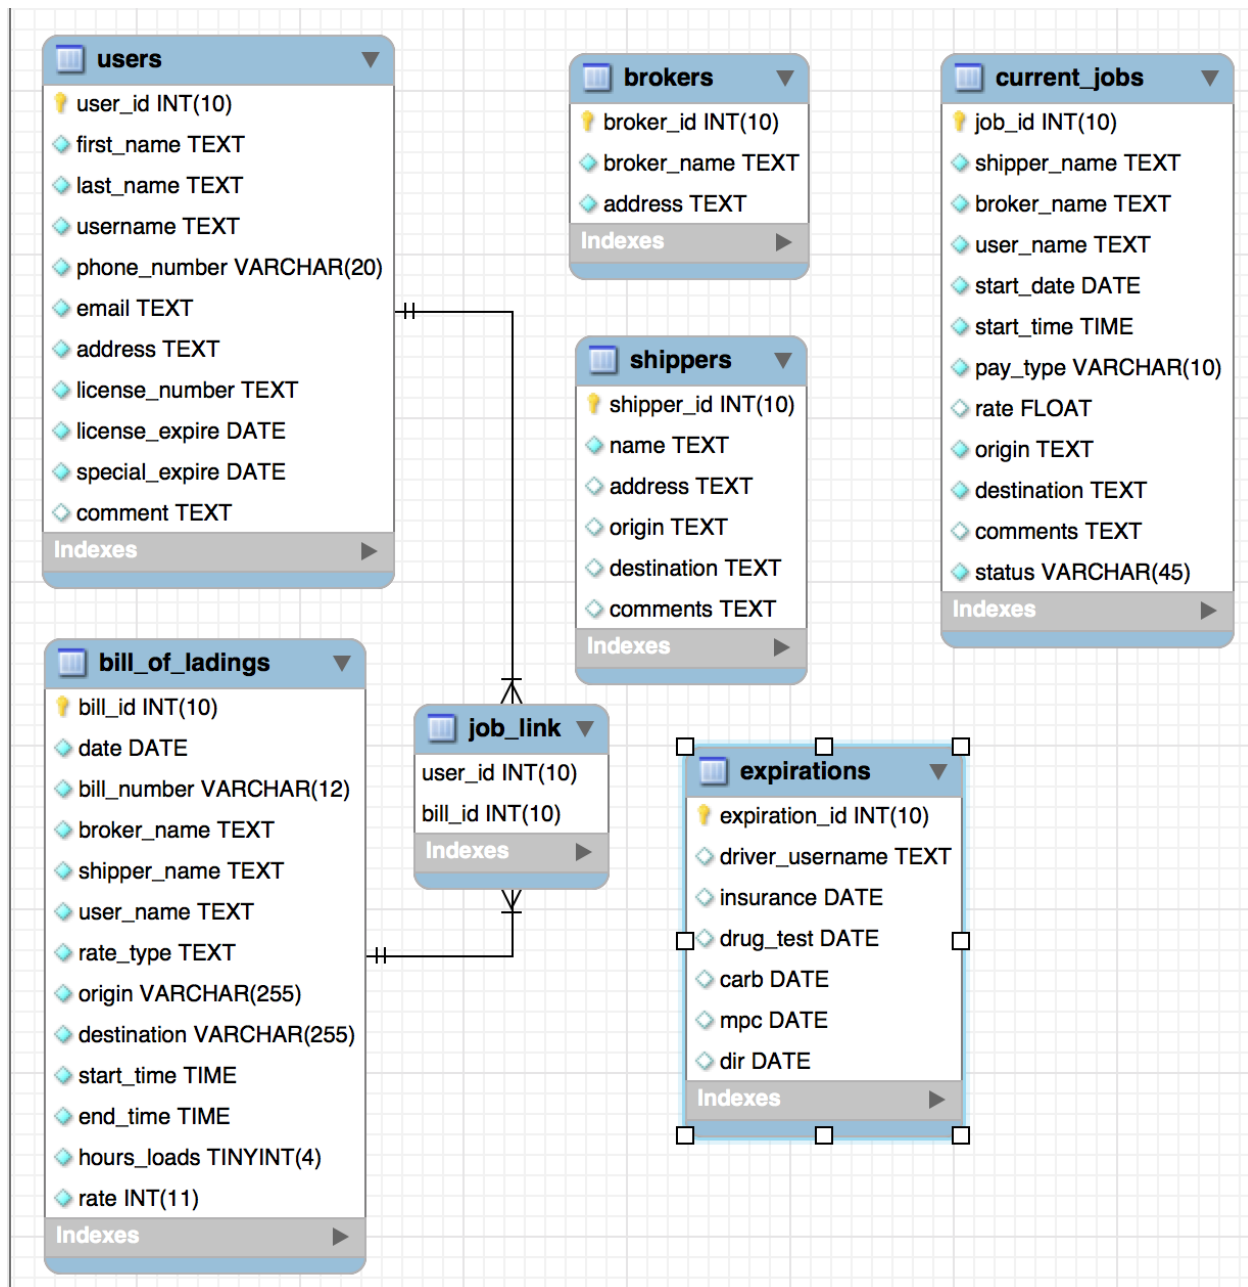 users
user_id INT(10)
first_name TEXT
last_name TEXT
username TEXT
phone_number VARCHAR(20)
email TEXT
address TEXT
license_number TEXT
license_expire DATE
special_expire DATE
comment TEXT
Indexes
brokers
broker_id INT(10)
broker_name TEXT
address TEXT
Indexes
current_jobs
job_id INT(10)
shipper_name TEXT
broker_name TEXT
user_name TEXT
start_date DATE
start_time TIME
pay_type VARCHAR(10)
rate FLOAT
origin TEXT
destination TEXT
comments TEXT
status VARCHAR(45)
Indexes
shippers
shipper_id INT(10)
name TEXT
address TEXT
origin TEXT
destination TEXT
comments TEXT
Indexes
bill_of_ladings
bill_id INT(10)
date DATE
bill_number VARCHAR(12)
broker_name TEXT
shipper_name TEXT
user_name TEXT
rate_type TEXT
origin VARCHAR(255)
destination VARCHAR(255)
start_time TIME
end_time TIME
hours_loads TINYINT(4)
rate INT(11)
Indexes
job_link
user_id INT(10)
bill_id INT(10)
Indexes
expirations
expiration_id INT(10)
driver_username TEXT
insurance DATE
drug_test DATE
carb DATE
mpc DATE
dir DATE
Indexes